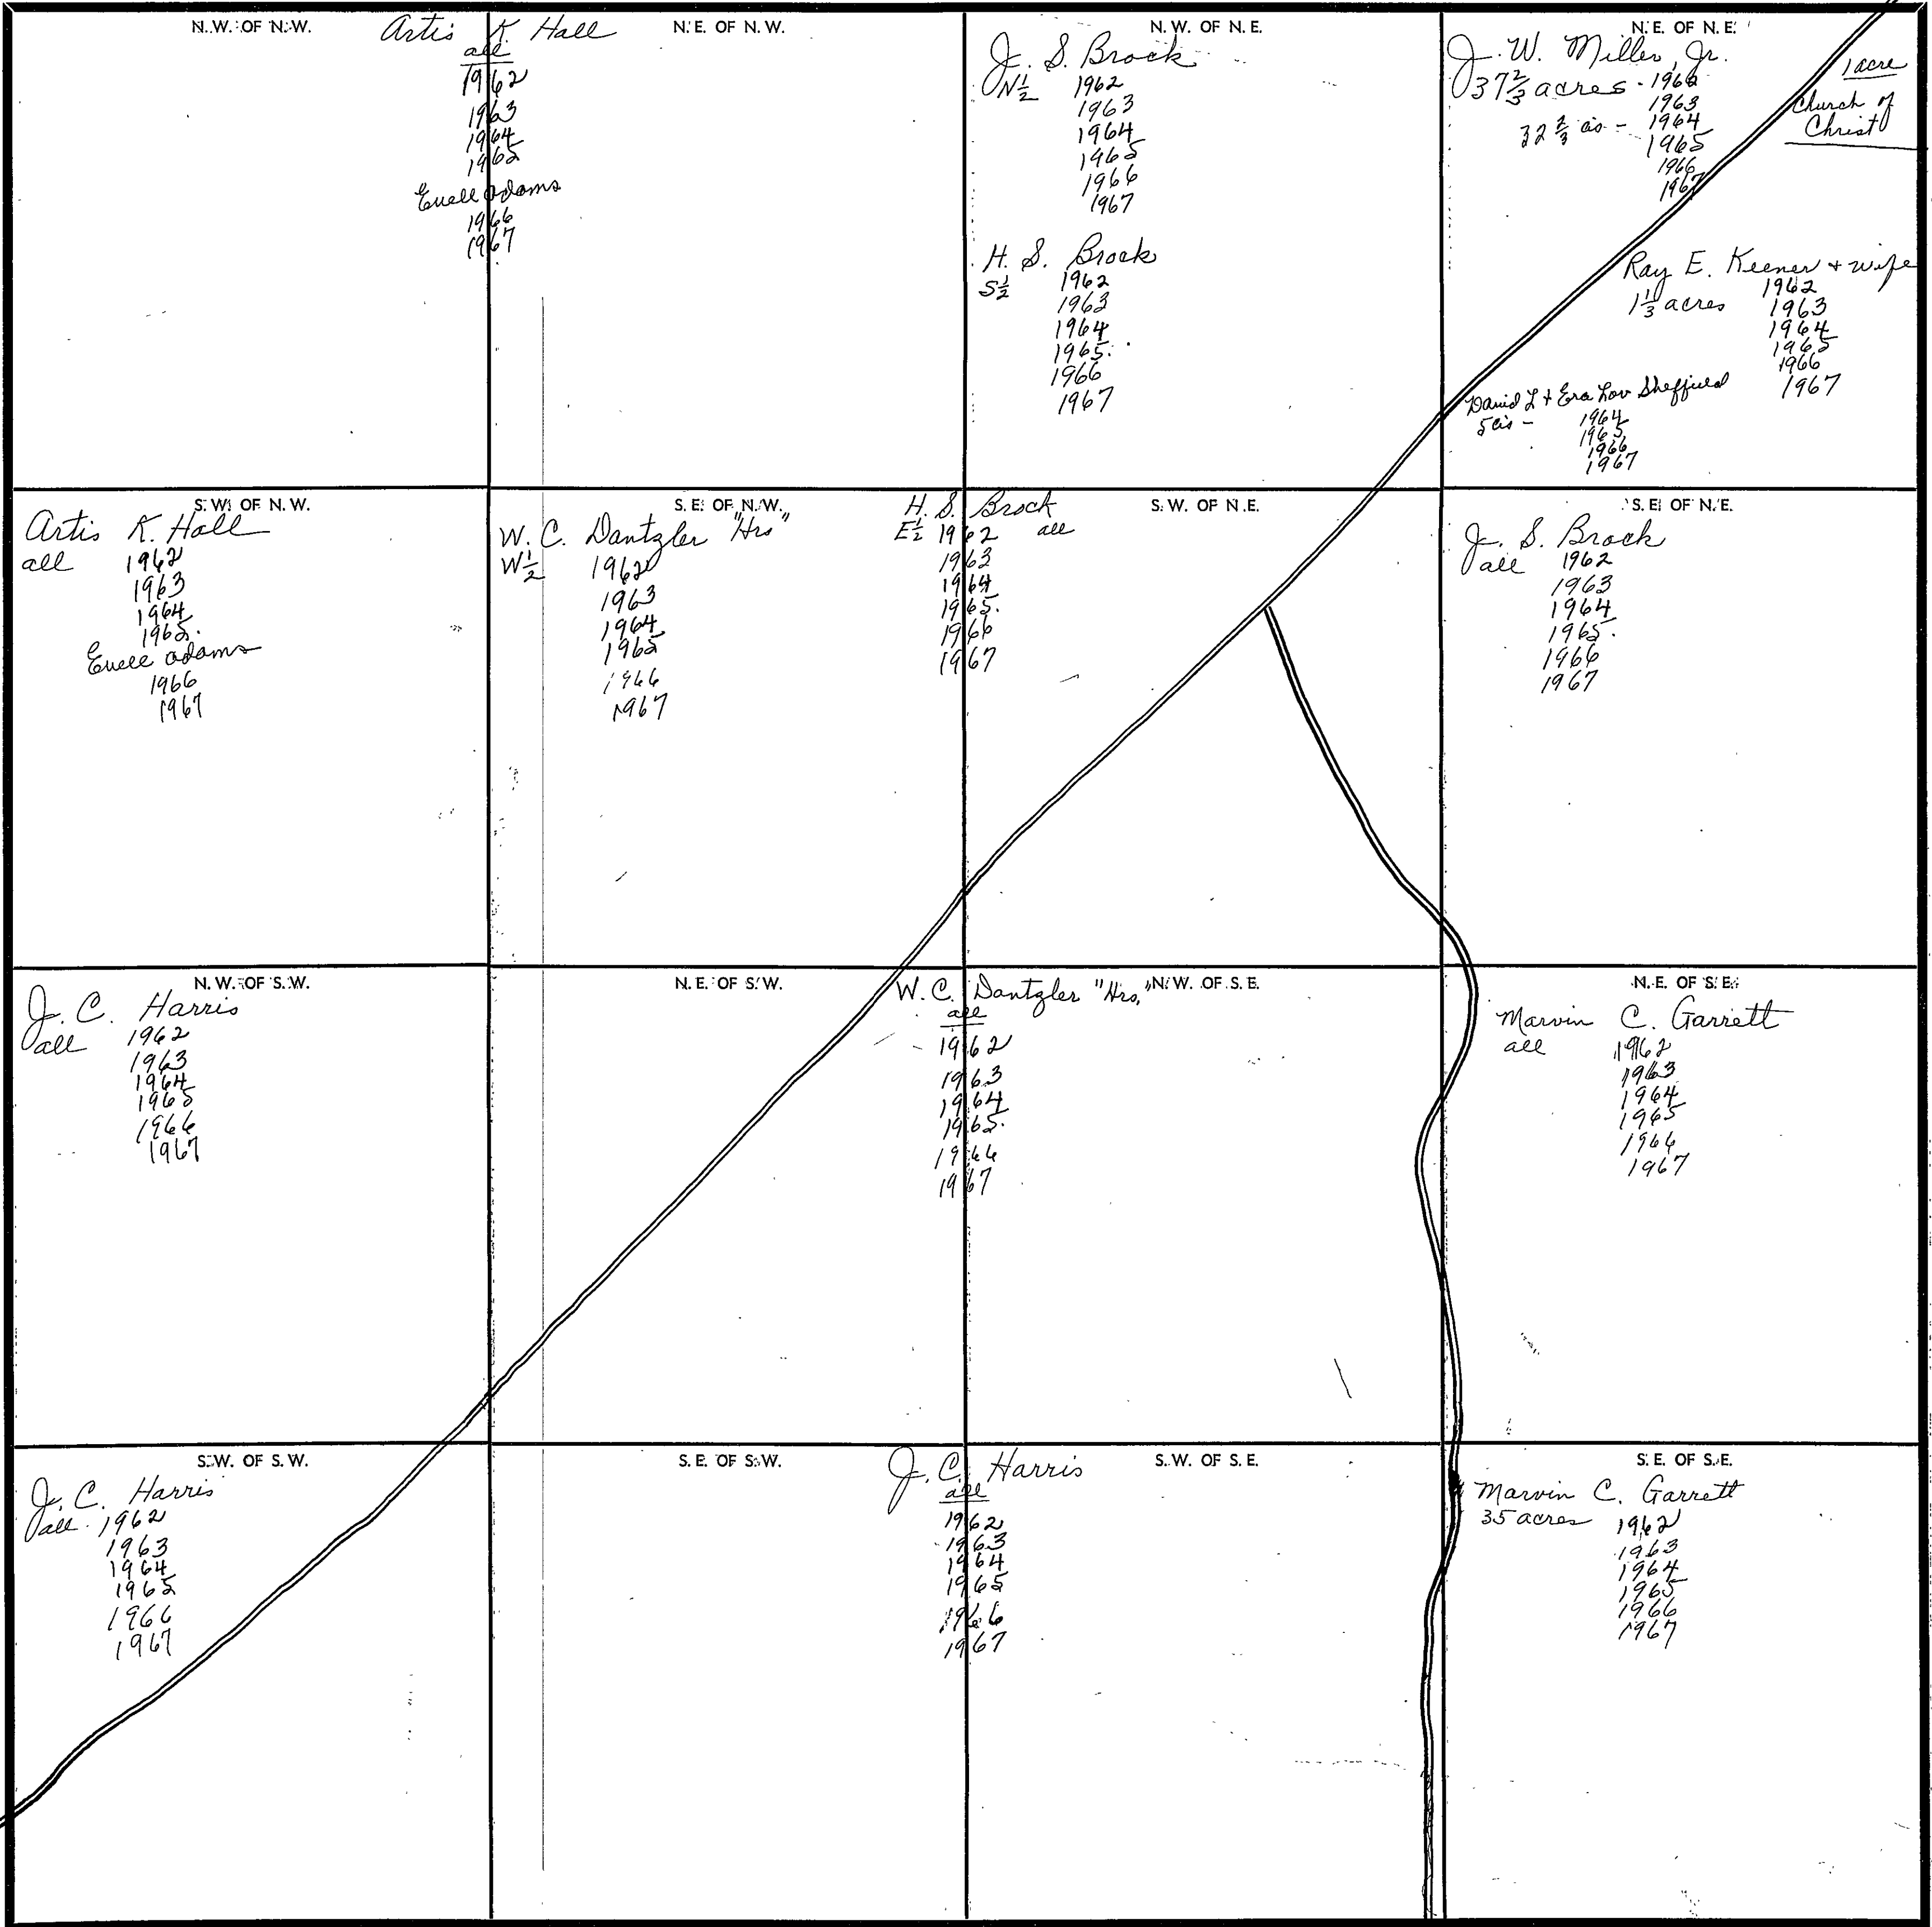 N.W. OF N.W.
N.E. OF N.W.
Artis K. Hall
all
1962
1963
1964
1965
Euell Adams
1966
1967
N.W. OF N.E.
J. S. Brock
N½ 1962
1963
1964
1965
1966
1967
H. S. Brock
S½ 1962
1963
1964
1965
1966
1967
N.E. OF N.E.
J. W. Miller, Jr.
37⅔ acres - 1962
1963
32⅔ as - 1964
1965
1966
1967
1 acre
Church of
Christ
Ray E. Keener + wife
1⅓ acres 1962
1963
1964
1965
1966
1967
David L + Era Lov Sheffield
5 as - 1964
1965
1966
1967
S.W. OF N.W.
Artis K. Hall
all 1962
1963
1964
1965
Euell Adams
1966
1967
S.E. OF N.W.
W. C. Dantzler "Hrs"
W½ 1962
1963
1964
1965
1966
1967
S.W. OF N.E.
H. S. Brock
E½ 1962 all
1963
1964
1965
1966
1967
S.E. OF N.E.
J. S. Brock
all 1962
1963
1964
1965
1966
1967
N.W. OF S.W.
J. C. Harris
all 1962
1963
1964
1965
1966
1967
N.E. OF S.W.
N.W. OF S.E.
W. C. Dantzler "Hrs,"
all
1962
1963
1964
1965
1966
1967
N.E. OF S.E.
Marvin C. Garrett
all 1962
1963
1964
1965
1966
1967
S.W. OF S.W.
J. C. Harris
all 1962
1963
1964
1965
1966
1967
S.E. OF S.W.
S.W. OF S.E.
J. C. Harris
all
1962
1963
1964
1965
1966
1967
S.E. OF S.E.
Marvin C. Garrett
35 acres 1962
1963
1964
1965
1966
1967